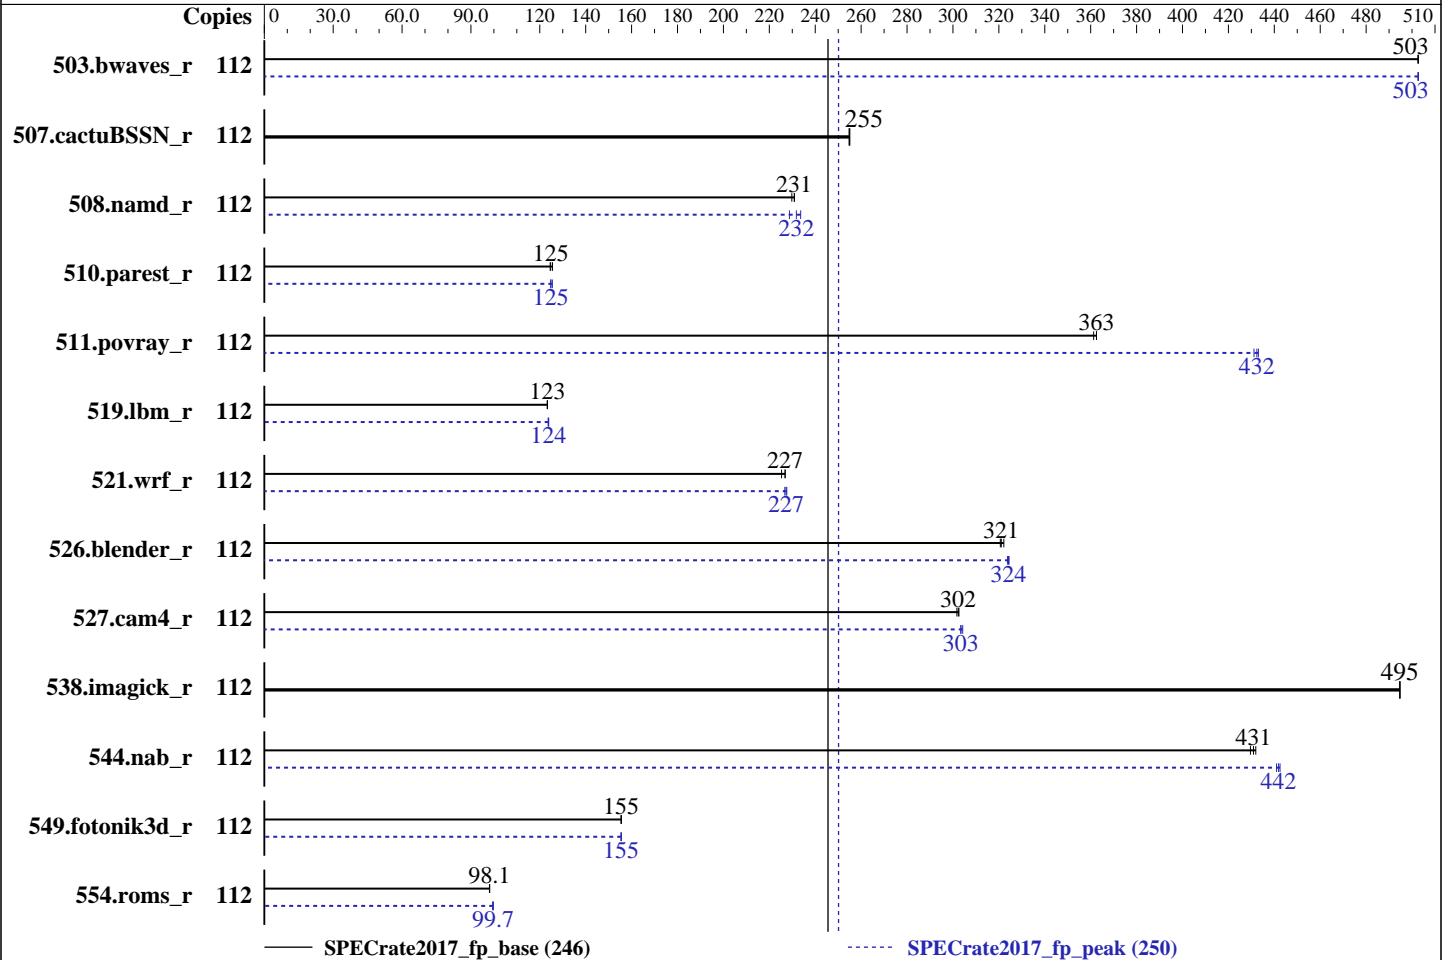 Copies 0 30.0 60.0 90.0 120 140 160 180 200 220 240 260 280 300 320 340 360 380 400 420 440 460 480 510
503.bwaves_r 112 503
503
507.cactuBSSN_r 112 255
508.namd_r 112 231
232
510.parest_r 112 125
125
511.povray_r 112 363
432
519.lbm_r 112 123
124
521.wrf_r 112 227
227
526.blender_r 112 321
324
527.cam4_r 112 302
303
538.imagick_r 112 495
544.nab_r 112 431
442
549.fotonik3d_r 112 155
155
554.roms_r 112 98.1
99.7
SPECrate2017_fp_base (246) SPECrate2017_fp_peak (250)